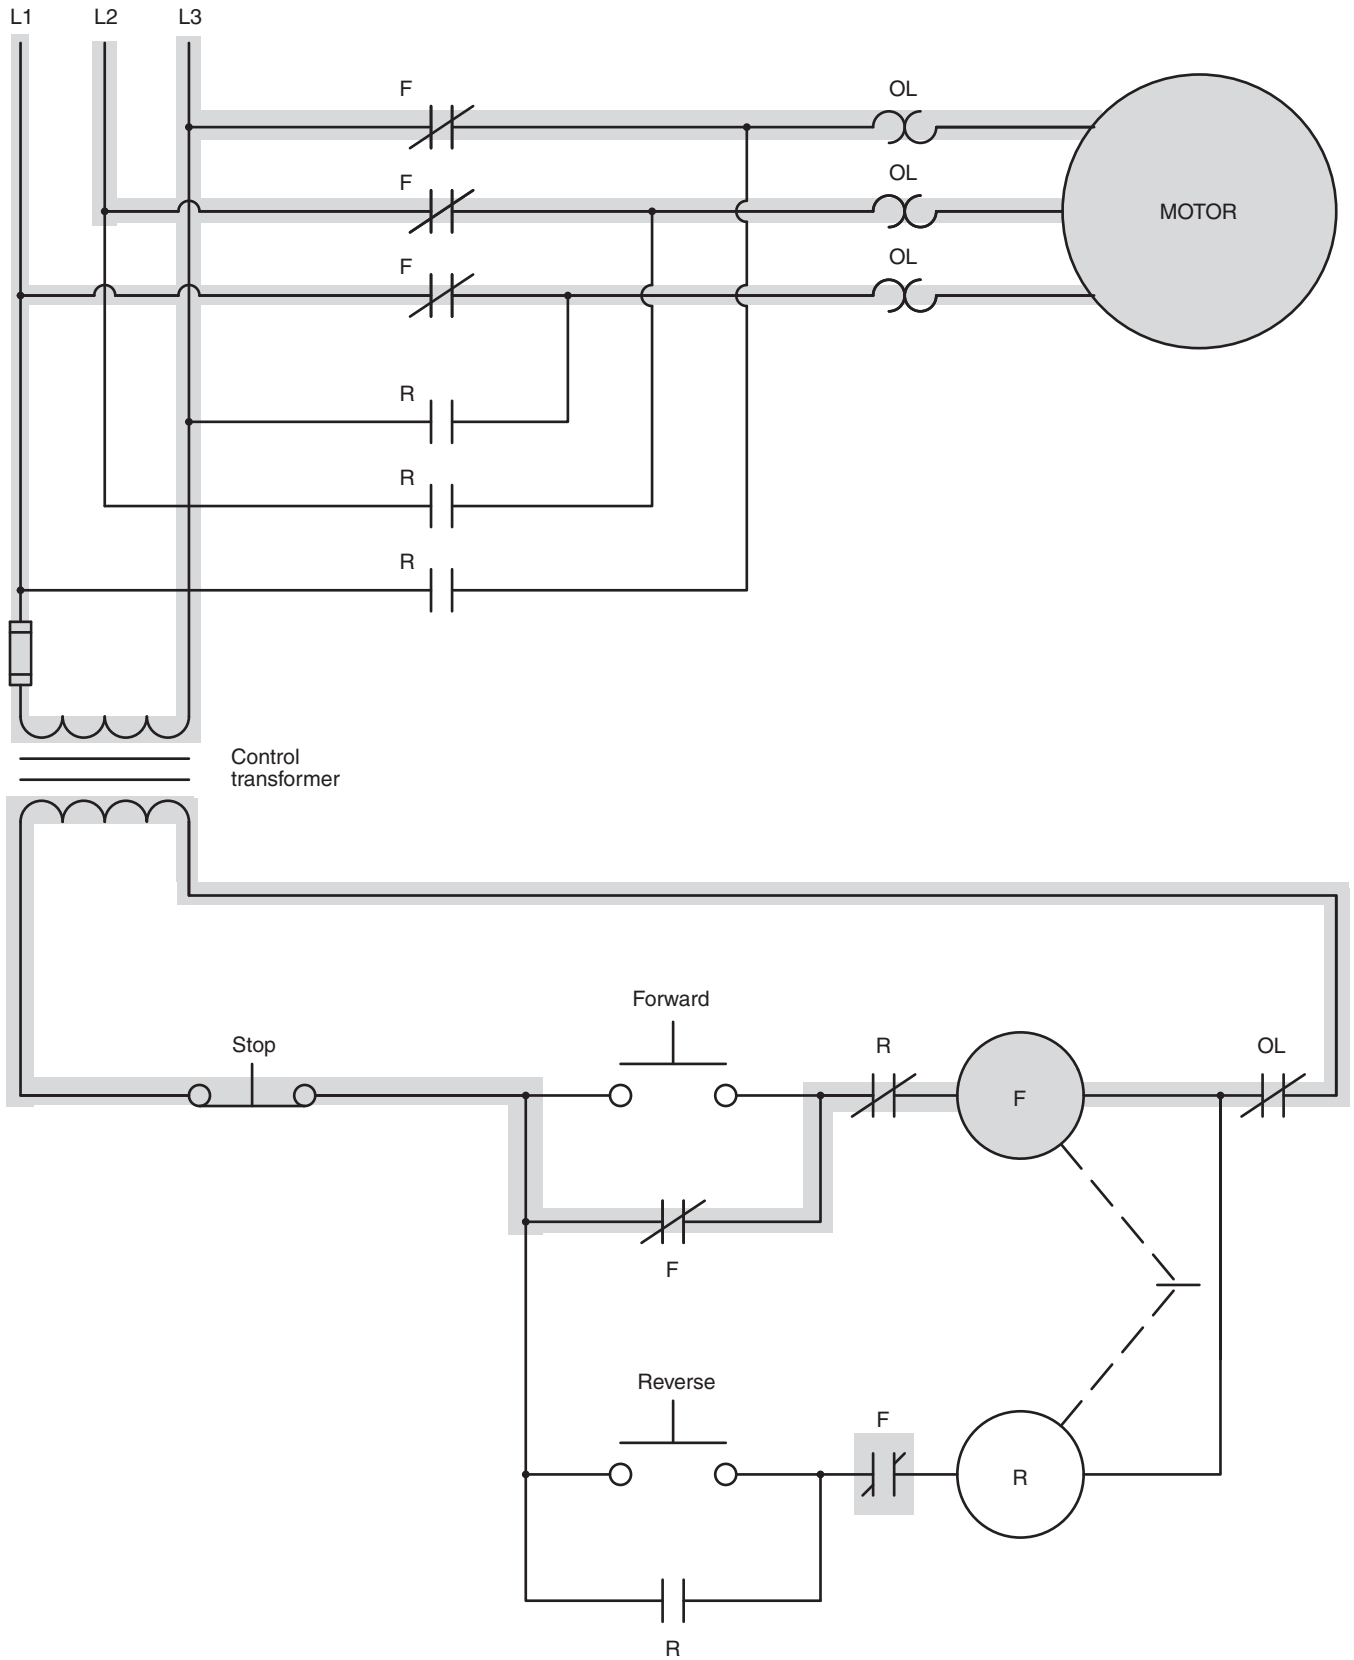 L1 L2 L3
F OL
F OL
MOTOR
F OL
R
R
R
Control
transformer
Forward
Stop R OL
F
F
Reverse
F
R
R